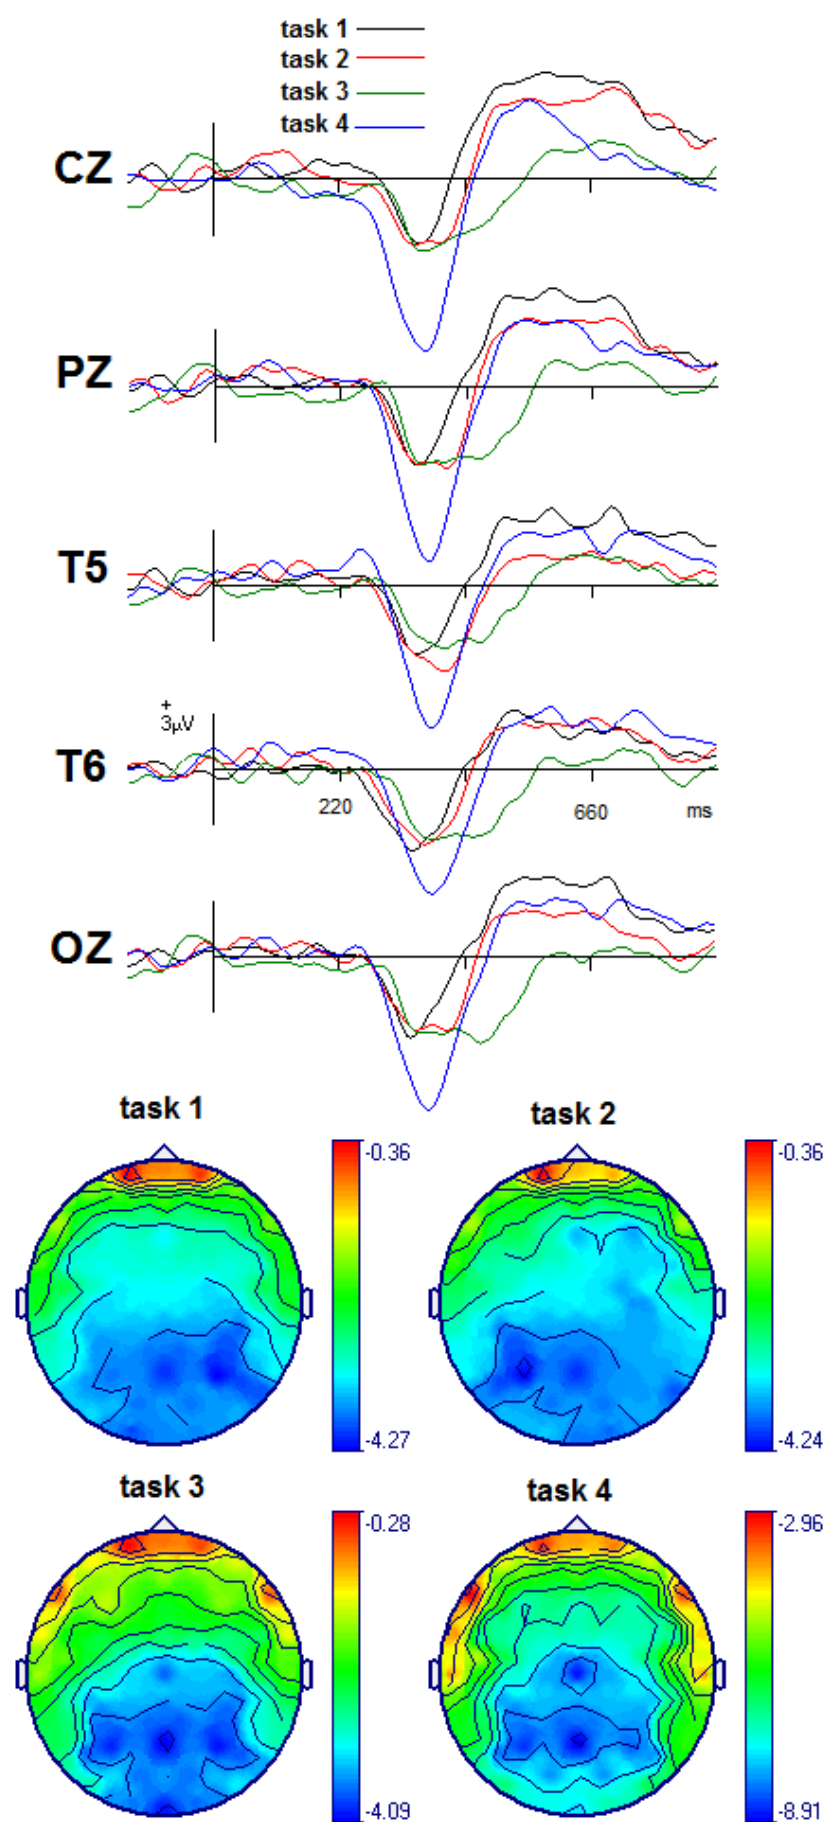 task 1
task 2
task 3
task 4
CZ
PZ
T5
+
3μV
T6
220
660
ms
OZ
task 1
task 2
-0.36
-4.27
-0.36
-4.24
task 3
task 4
-0.28
-4.09
-2.96
-8.91